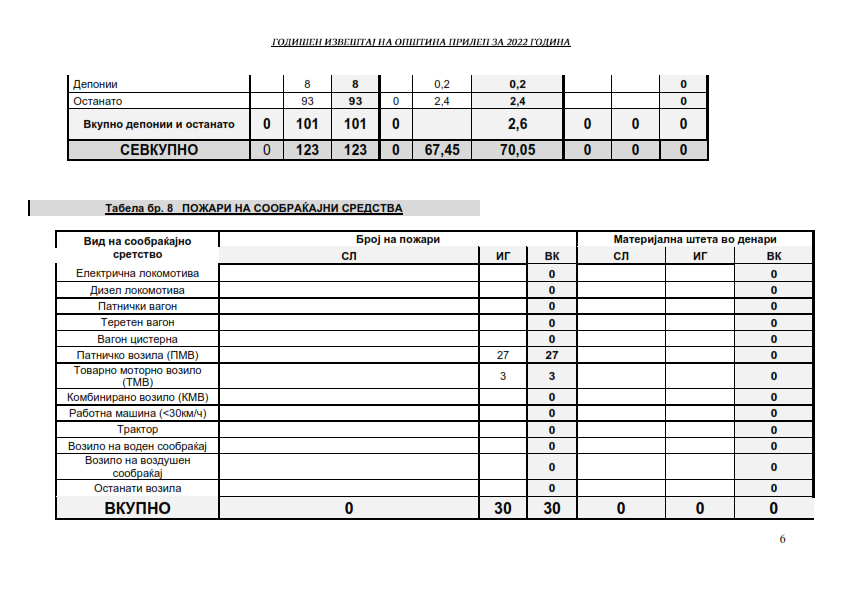 ГОДИШЕН ИЗВЕШТАЈ НА ОПШТИНА ПРИЛЕП ЗА 2022 ГОДИНА
Депонии 8 8 0,2 0,2 0
Останато 93 93 0 2,4 2,4 0
Вкупно депонии и останато 0 101 101 0 2,6 0 0 0
СЕВКУПНО 0 123 123 0 67,45 70,05 0 0 0
Табела бр. 8 ПОЖАРИ НА СООБРАЌАЈНИ СРЕДСТВА
Вид на сообраќајно сретство Број на пожари Материјална штета во денари
СЛ ИГ ВК СЛ ИГ ВК
Електрична локомотива 0 0
Дизел локомотива 0 0
Патнички вагон 0 0
Теретен вагон 0 0
Вагон цистерна 0 0
Патничко возила (ПМВ) 27 27 0
Товарно моторно возило
(ТМВ) 3 3 0
Комбинирано возило (КМВ) 0 0
Работна машина (<30км/ч) 0 0
Трактор 0 0
Возило на воден сообраќај 0 0
Возило на воздушен
сообраќај 0 0
Останати возила 0 0
ВКУПНО 0 30 30 0 0 0
6